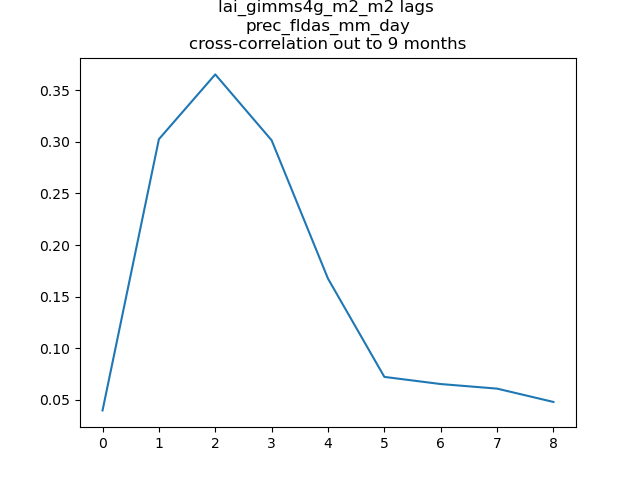 lai_gimms4g_m2_m2 lags
prec_fldas_mm_day
cross-correlation out to 9 months
0.35
0.30
0.25
0.20
0.15
0.10
0.05
0 1 2 3 4 5 6 7 8